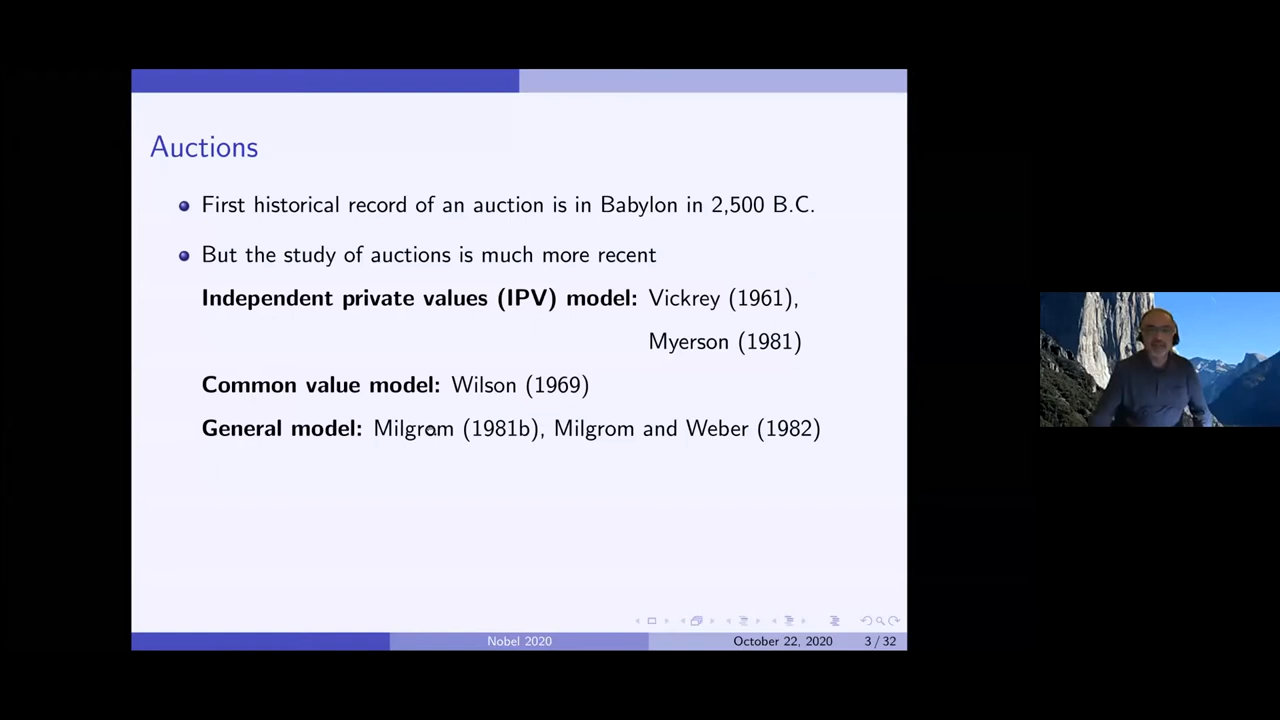 Auctions
First historical record of an auction is in Babylon in 2,500 B.C.
But the study of auctions is much more recent
Independent private values (IPV) model: Vickrey (1961),
Myerson (1981)
Common value model: Wilson (1969)
General model: Milgrom (1981b), Milgrom and Weber (1982)
Nobel 2020 October 22, 2020 3 / 32